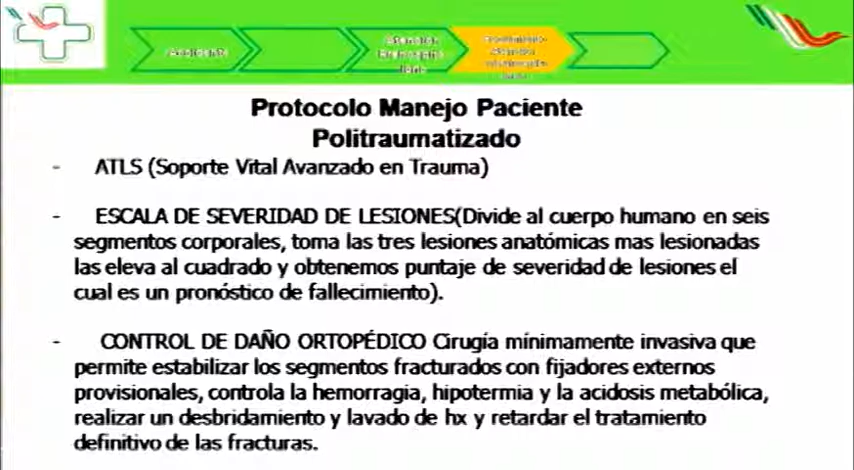 Accidente
Atención
Protocolo Manejo Paciente
Politraumatizado
- ATLS (Soporte Vital Avanzado en Trauma)
- ESCALA DE SEVERIDAD DE LESIONES(Divide al cuerpo humano en seis
segmentos corporales, toma las tres lesiones anatómicas mas lesionadas
las eleva al cuadrado y obtenemos puntaje de severidad de lesiones el
cual es un pronóstico de fallecimiento).
- CONTROL DE DAÑO ORTOPÉDICO Cirugía mínimamente invasiva que
permite estabilizar los segmentos fracturados con fijadores externos
provisionales, controla la hemorragia, hipotermia y la acidosis metabólica,
realizar un desbridamiento y lavado de hx y retardar el tratamiento
definitivo de las fracturas.